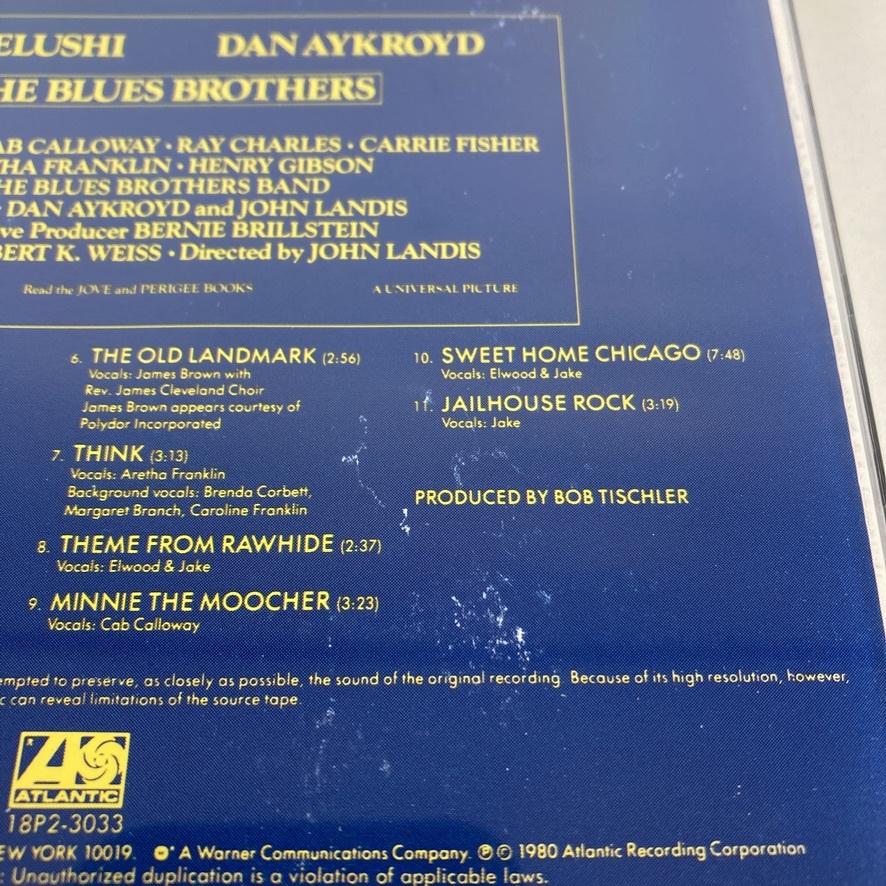 ELUSHI DAN AYKROYD
HE BLUES BROTHERS
AB CALLOWAY · RAY CHARLES · CARRIE FISHER
THA FRANKLIN · HENRY GIBSON
HE BLUES BROTHERS BAND
· DAN AYKROYD and JOHN LANDIS
ve Producer BERNIE BRILLSTEIN
BERT K. WEISS · Directed by JOHN LANDIS
Read the JOVE and PERIGEE BOOKS
A UNIVERSAL PICTURE
6. THE OLD LANDMARK (2:56)
Vocals: James Brown with
Rev. James Cleveland Choir
James Brown appears courtesy of
Polydor Incorporated
7. THINK (3:13)
Vocals: Aretha Franklin
Background vocals: Brenda Corbett,
Margaret Branch, Caroline Franklin
8. THEME FROM RAWHIDE (2:37)
Vocals: Elwood & Jake
9. MINNIE THE MOOCHER (3:23)
Vocals: Cab Calloway
10. SWEET HOME CHICAGO (7:48)
Vocals: Elwood & Jake
11. JAILHOUSE ROCK (3:19)
Vocals: Jake
PRODUCED BY BOB TISCHLER
empted to preserve, as closely as possible, the sound of the original recording. Because of its high resolution, however,
c can reveal limitations of the source tape.
ATLANTIC
18P2-3033
EW YORK 10019. A Warner Communications Company. ℗ © 1980 Atlantic Recording Corporation
: Unauthorized duplication is a violation of applicable laws.